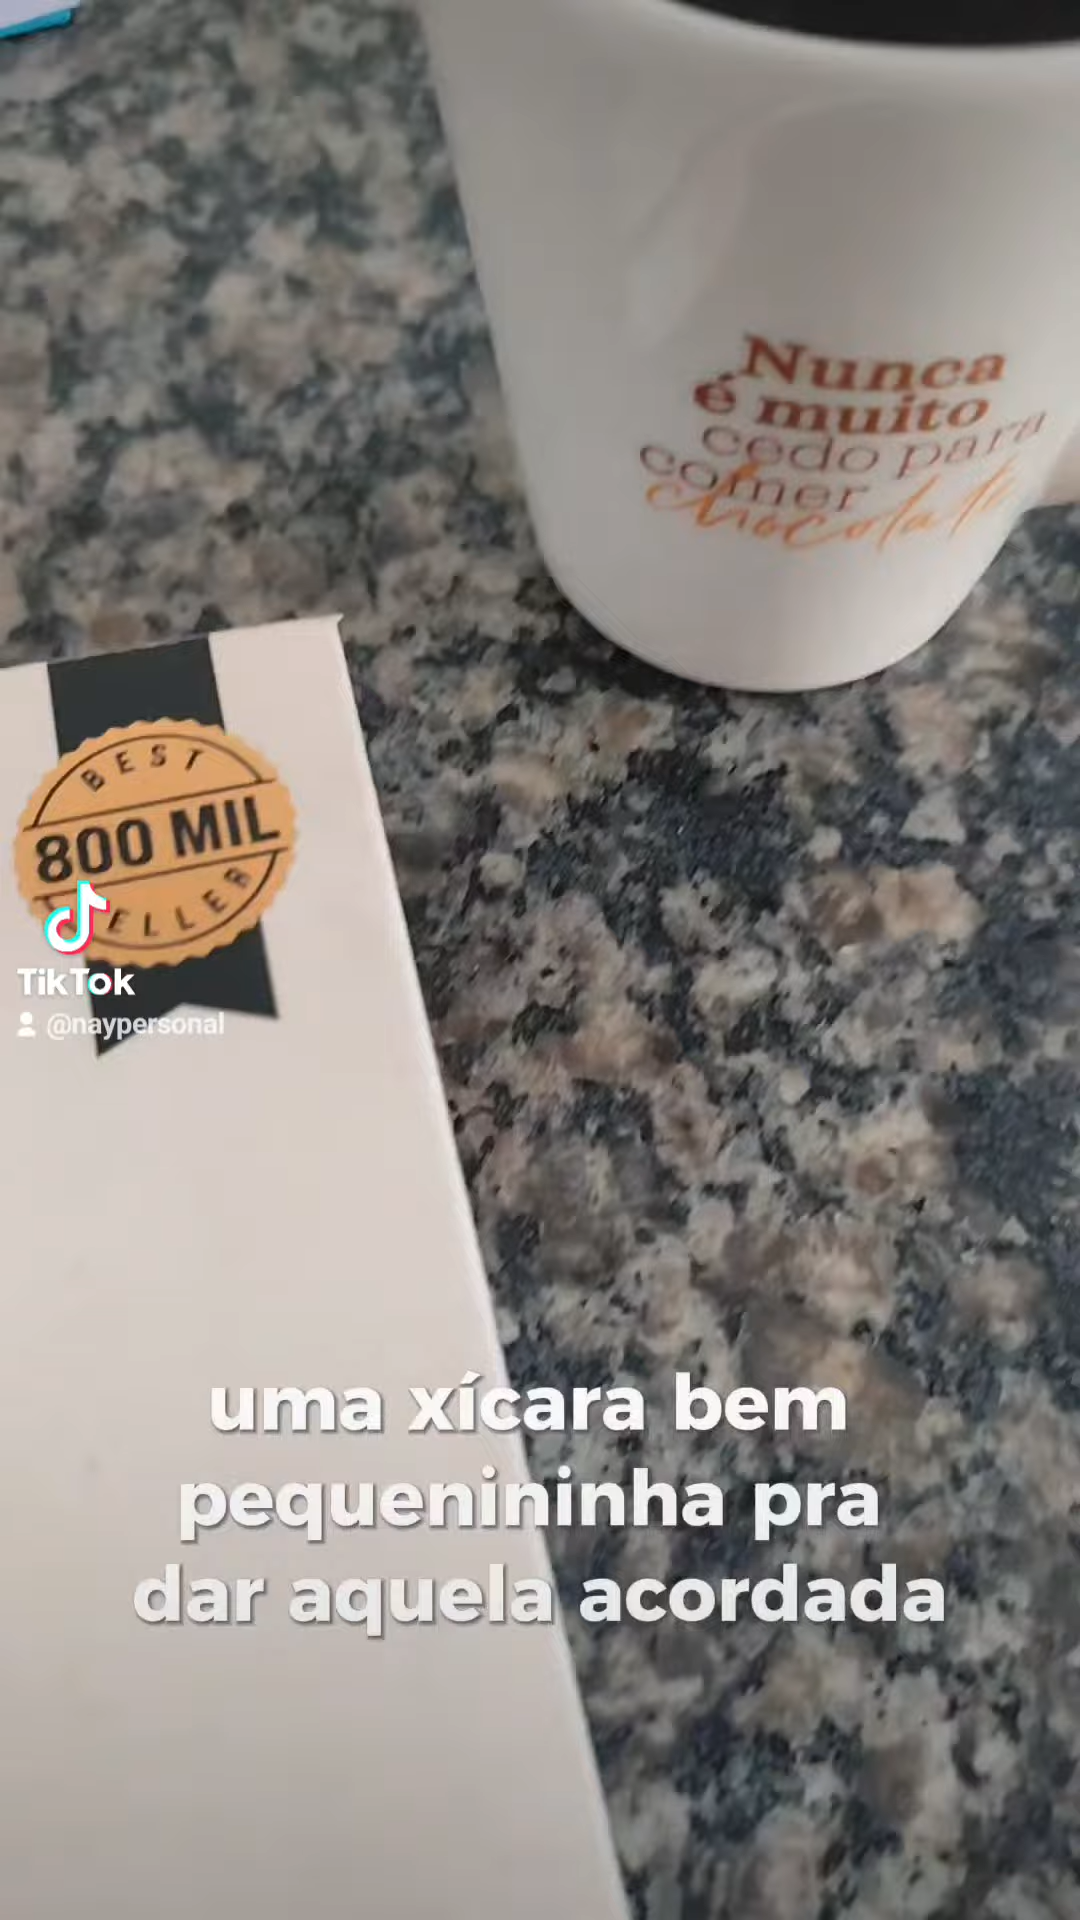 Nunca
é muito
cedo para
comer
chocolate
BEST
800 MIL
SELLER
TikTok
@naypersonal
uma xícara bem
pequenininha pra
dar aquela acordada